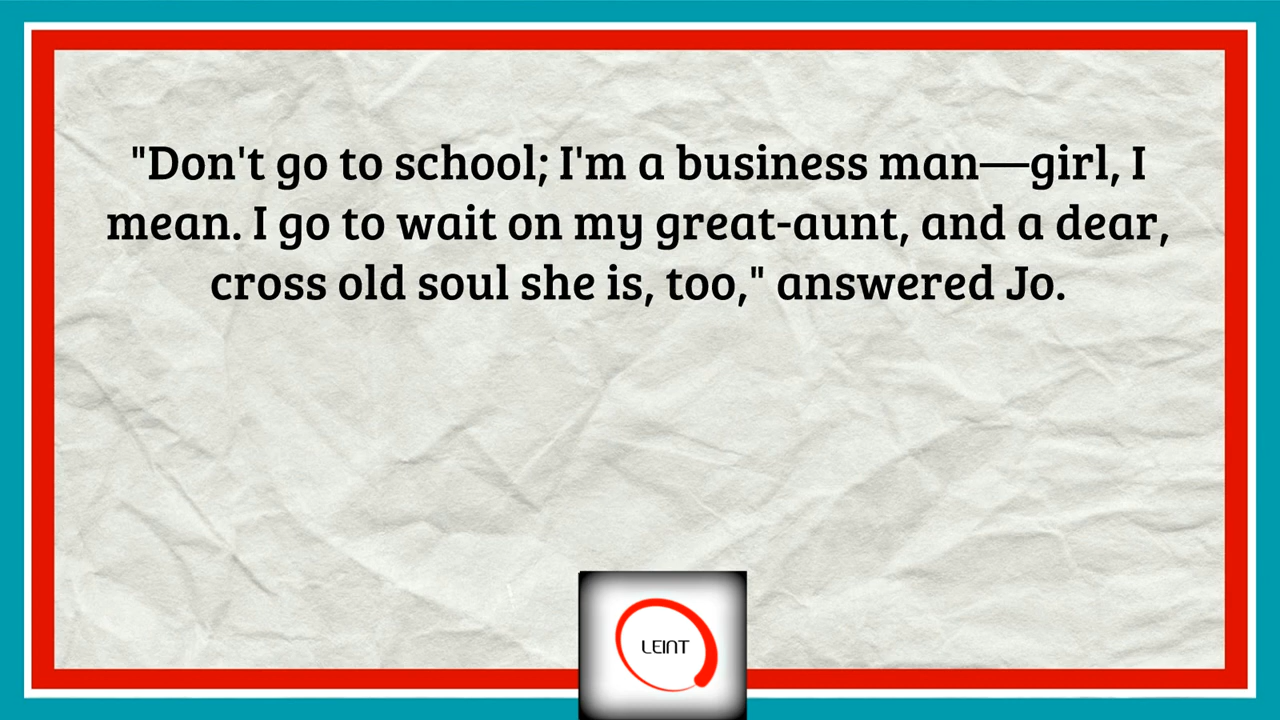 "Don't go to school; I'm a business man—girl, I
mean. I go to wait on my great-aunt, and a dear,
cross old soul she is, too," answered Jo.
LEINT